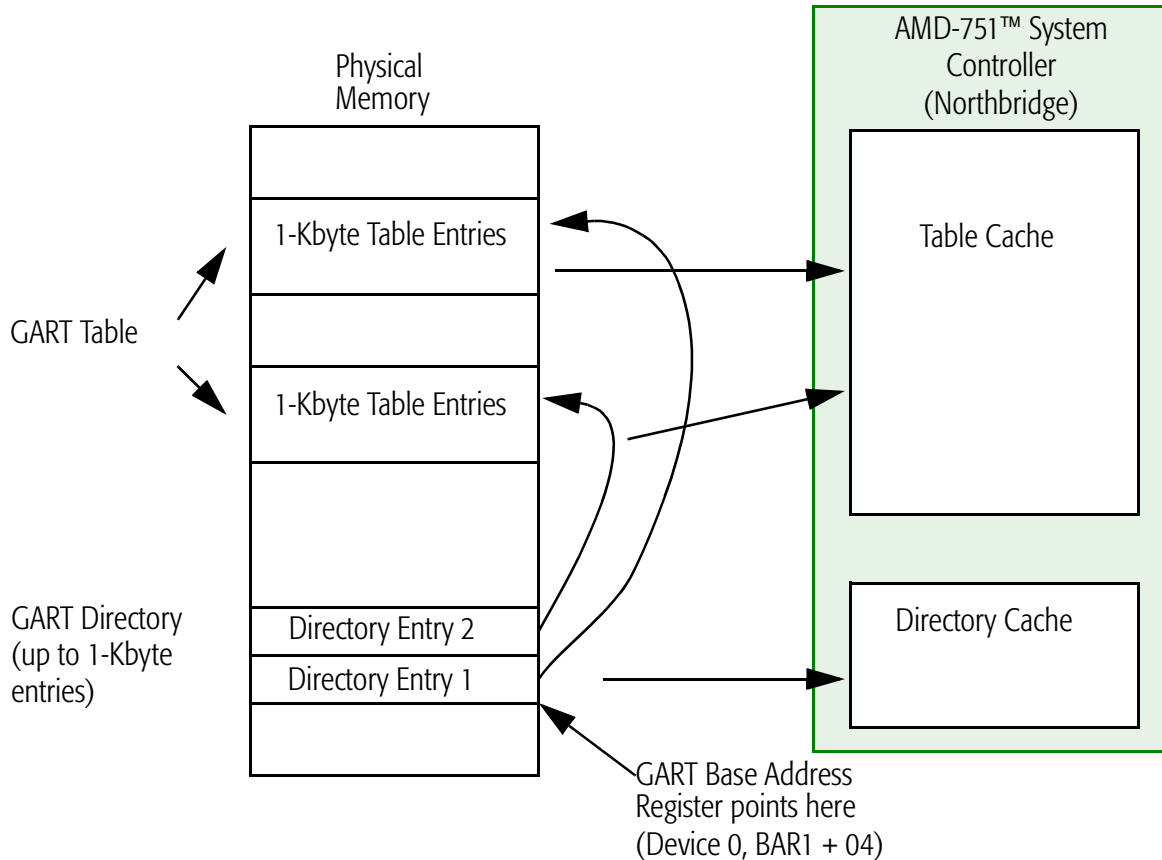 AMD-751™ System
Controller
(Northbridge)
Physical
Memory
1-Kbyte Table Entries
Table Cache
GART Table
1-Kbyte Table Entries
GART Directory
(up to 1-Kbyte
entries)
Directory Entry 2
Directory Cache
Directory Entry 1
GART Base Address
Register points here
(Device 0, BAR1 + 04)